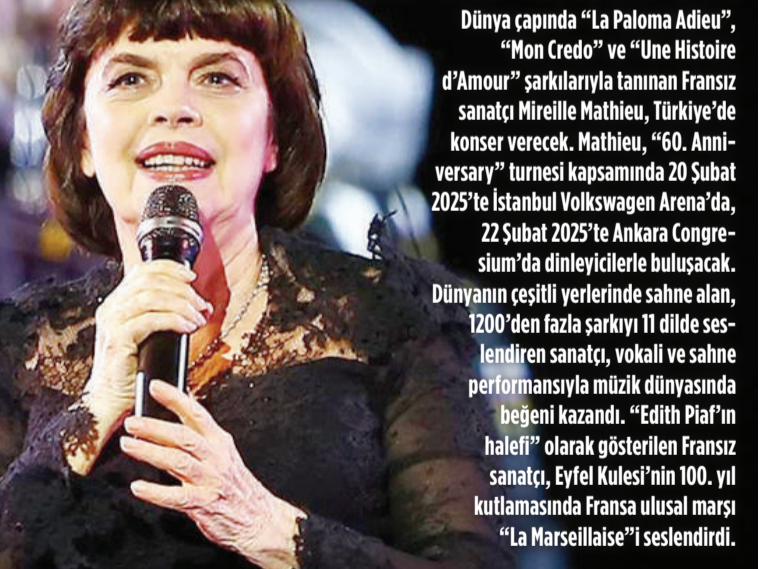 Dünya çapında “La Paloma Adieu”,
“Mon Credo” ve “Une Histoire
d’Amour” şarkılarıyla tanınan Fransız
sanatçı Mireille Mathieu, Türkiye’de
konser verecek. Mathieu, “60. Anni-
versary” turnesi kapsamında 20 Şubat
2025’te İstanbul Volkswagen Arena’da,
22 Şubat 2025’te Ankara Congre-
sium’da dinleyicilerle buluşacak.
Dünyanın çeşitli yerlerinde sahne alan,
1200’den fazla şarkıyı 11 dilde ses-
lendiren sanatçı, vokali ve sahne
performansıyla müzik dünyasında
beğeni kazandı. “Edith Piaf’ın
halefi” olarak gösterilen Fransız
sanatçı, Eyfel Kulesi’nin 100. yıl
kutlamasında Fransa ulusal marşı
“La Marseillaise”i seslendirdi.